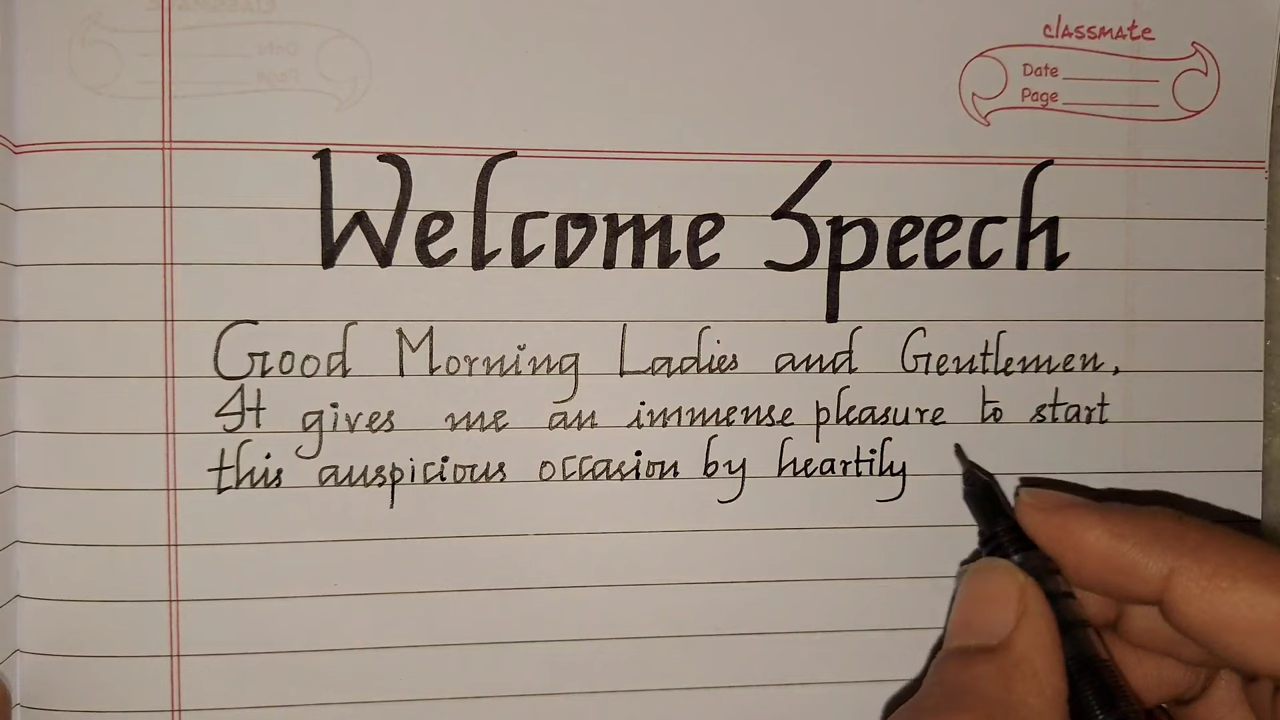 classmate
Date
Page
Welcome Speech
Good Morning Ladies and Gentlemen.
It gives me an immense pleasure to start
this auspicious occasion by heartily